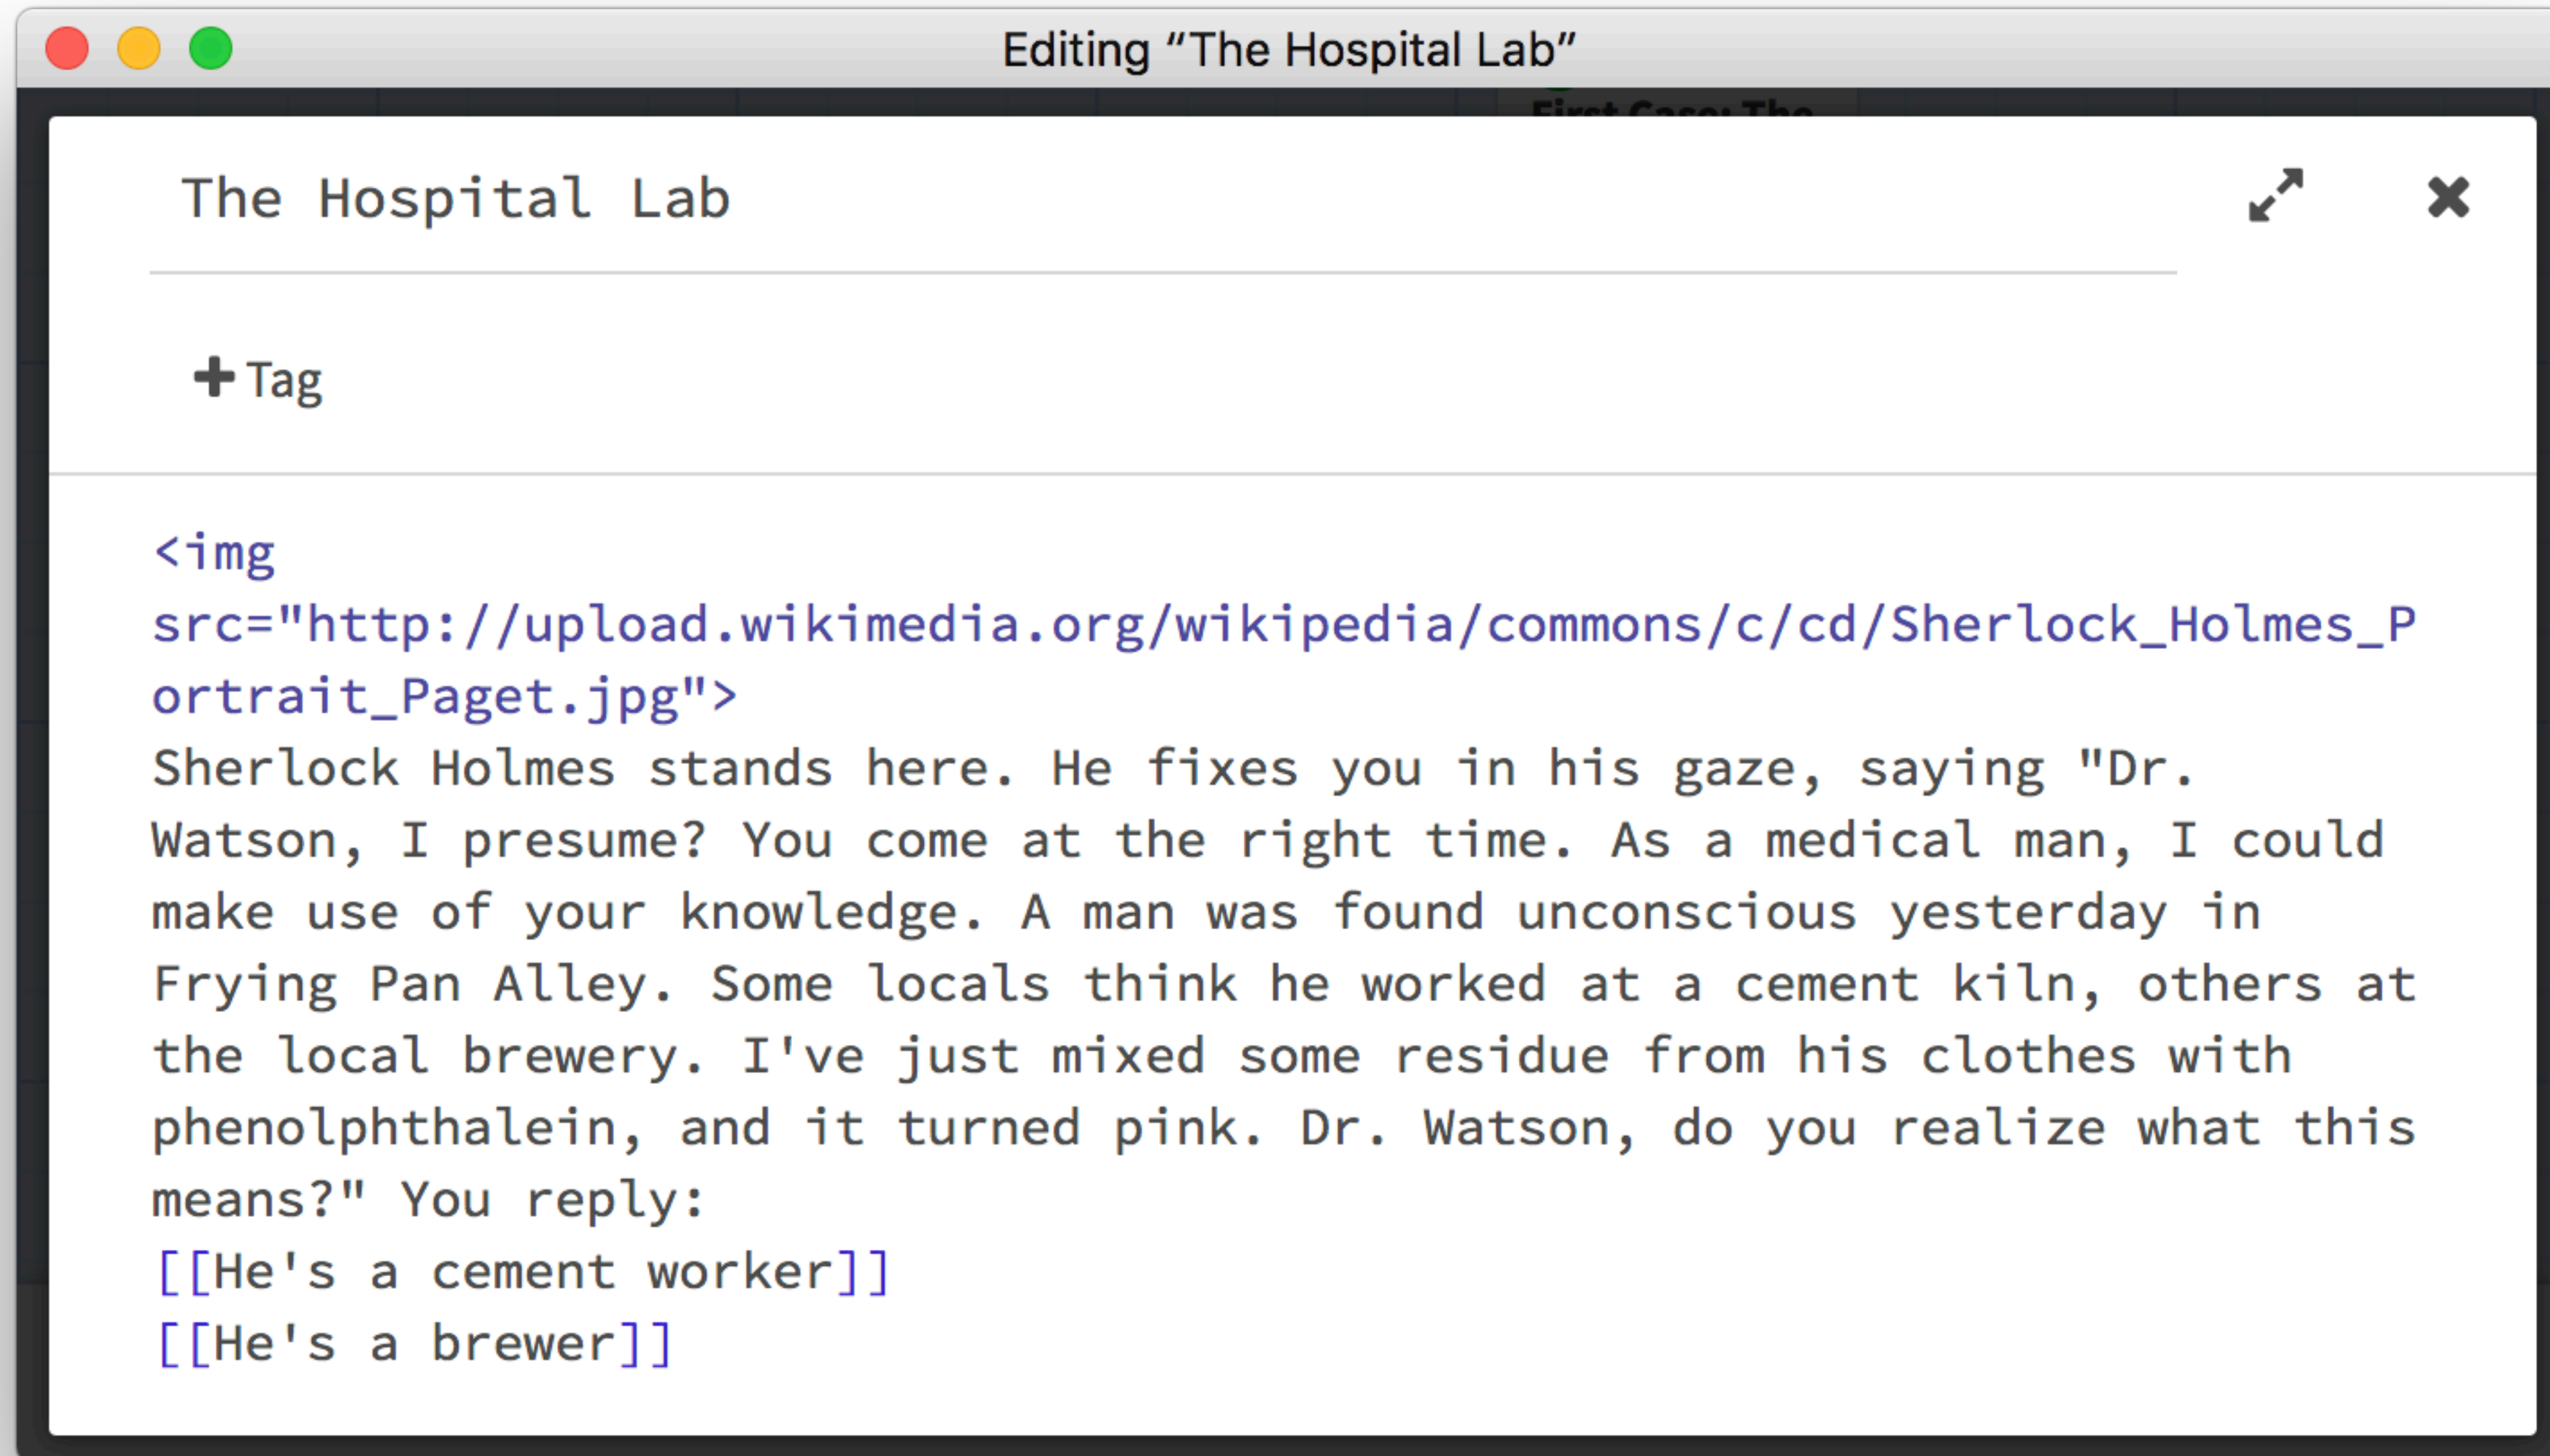 Editing “The Hospital Lab”
First Case: The
The Hospital Lab
+ Tag
<img
src="http://upload.wikimedia.org/wikipedia/commons/c/cd/Sherlock_Holmes_P
ortrait_Paget.jpg">
Sherlock Holmes stands here. He fixes you in his gaze, saying "Dr.
Watson, I presume? You come at the right time. As a medical man, I could
make use of your knowledge. A man was found unconscious yesterday in
Frying Pan Alley. Some locals think he worked at a cement kiln, others at
the local brewery. I've just mixed some residue from his clothes with
phenolphthalein, and it turned pink. Dr. Watson, do you realize what this
means?" You reply:
[[He's a cement worker]]
[[He's a brewer]]